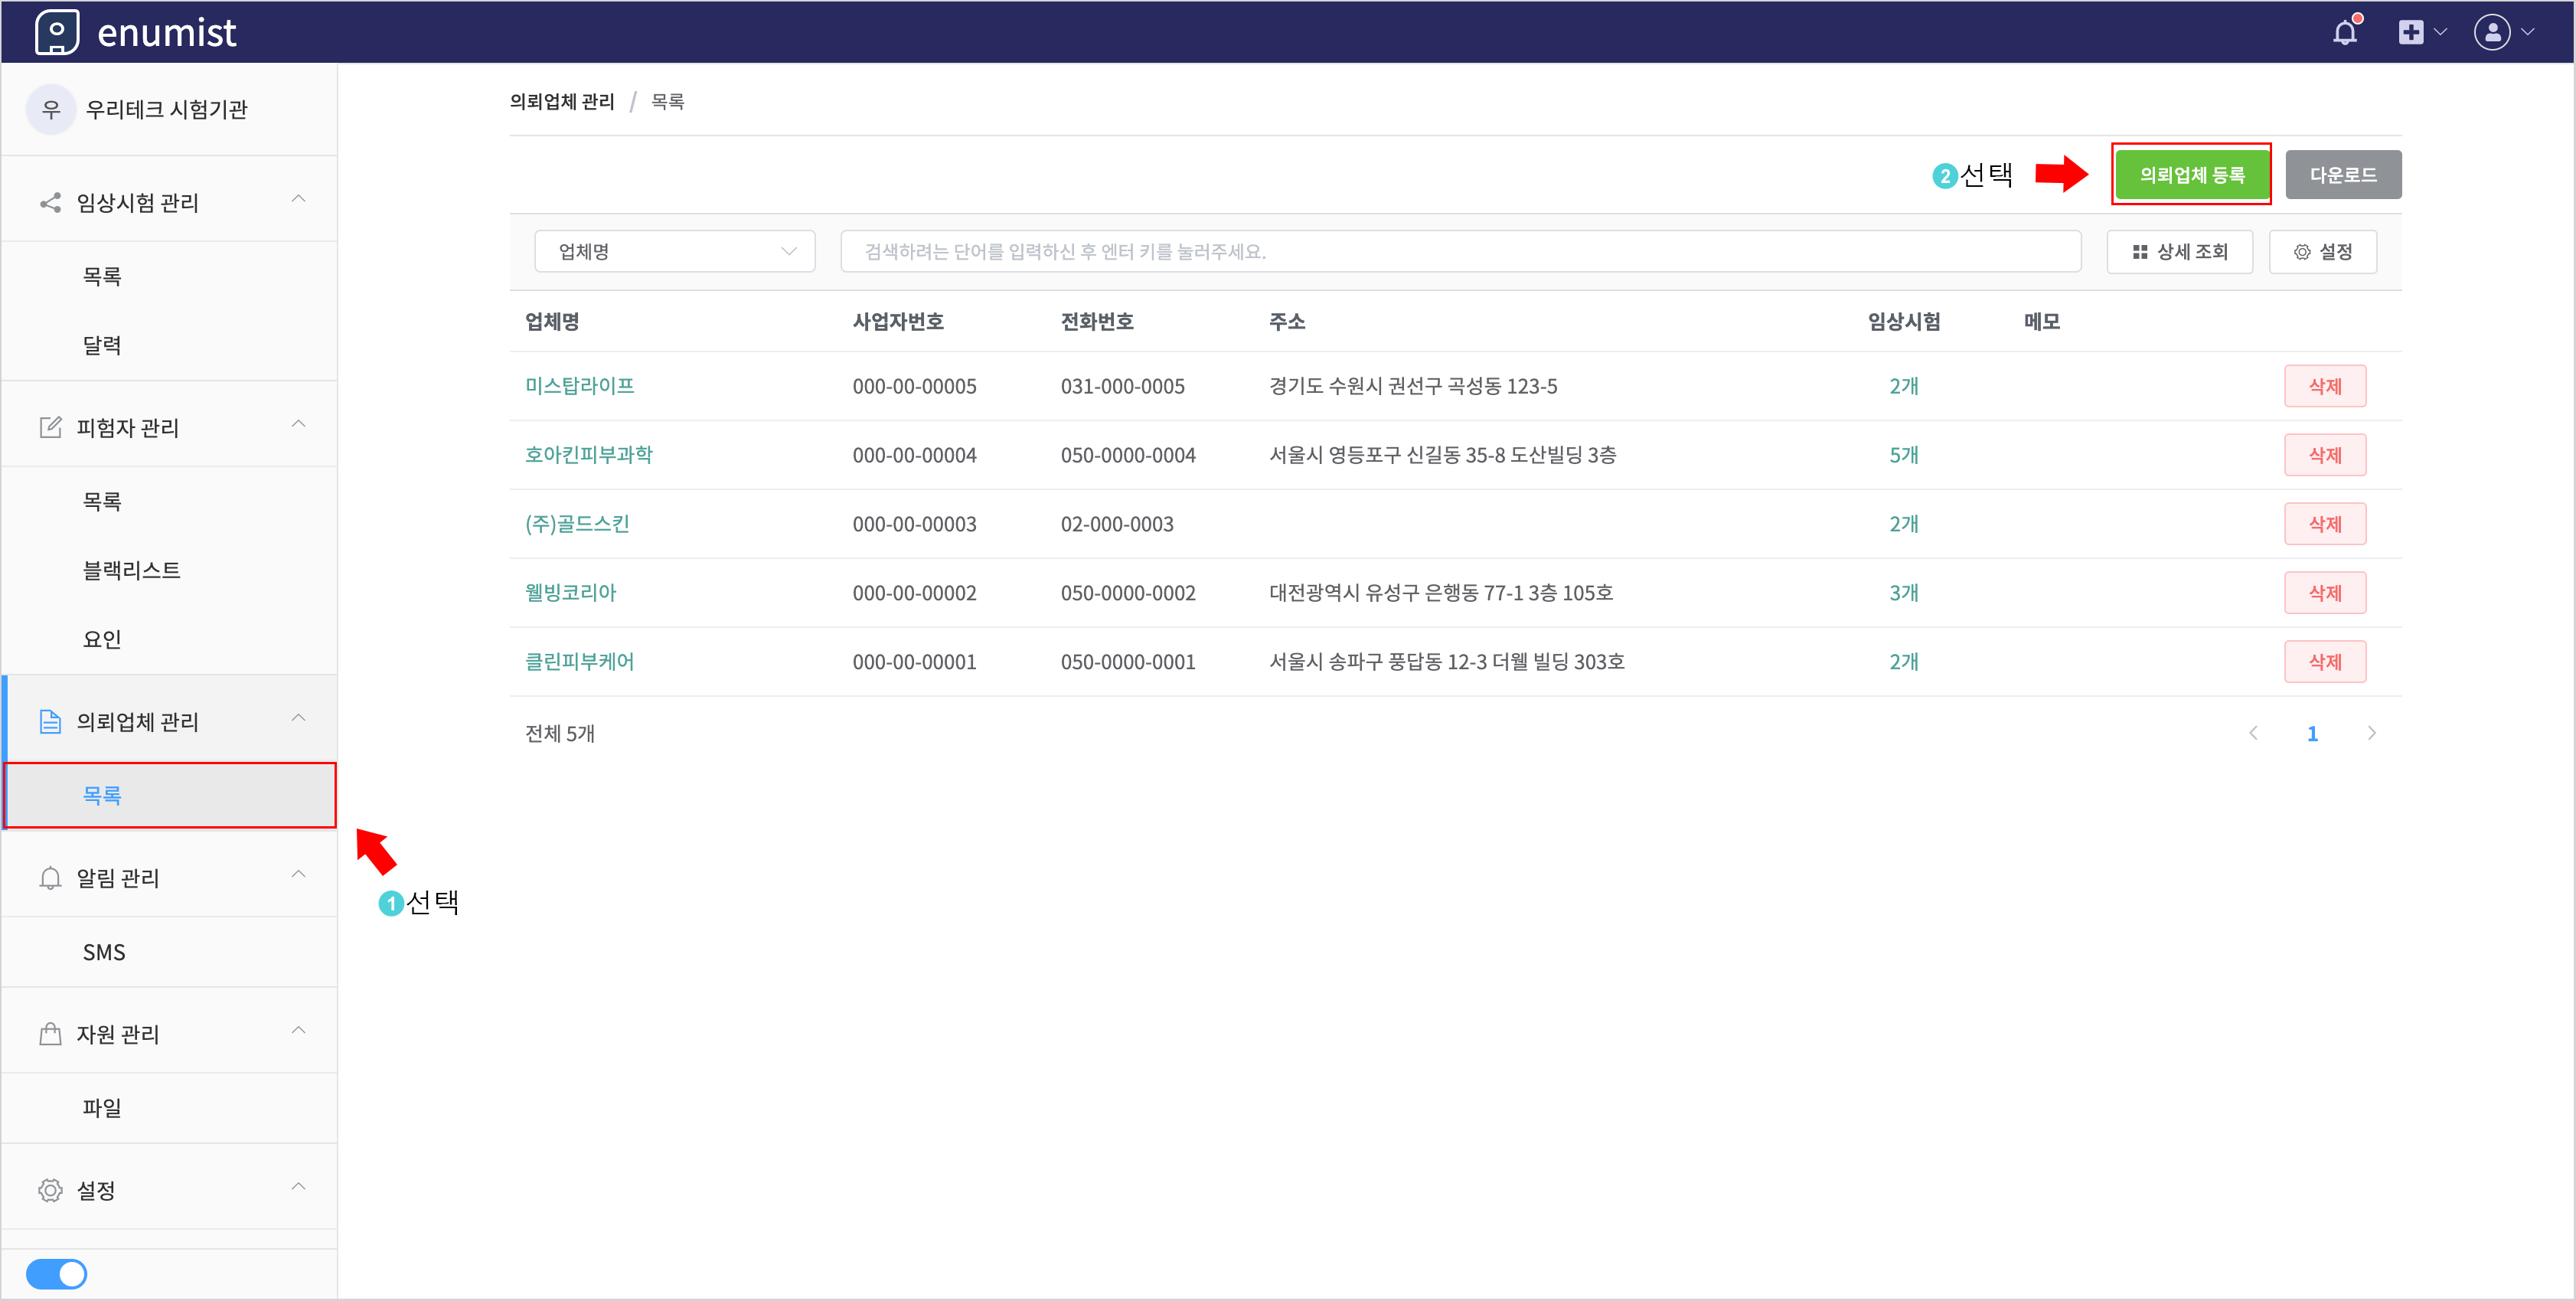 enumist
우 우리테크 시험기관
임상시험 관리
목록
달력
피험자 관리
목록
블랙리스트
요인
의뢰업체 관리
목록
알림 관리
SMS
자원 관리
파일
설정
1 선택
의뢰업체 관리 / 목록
2 선택 의뢰업체 등록 다운로드
업체명 검색하려는 단어를 입력하신 후 엔터 키를 눌러주세요. 상세 조회 설정
업체명 사업자번호 전화번호 주소 임상시험 메모
미스탑라이프 000-00-00005 031-000-0005 경기도 수원시 권선구 곡성동 123-5 2개 삭제
호아킨피부과학 000-00-00004 050-0000-0004 서울시 영등포구 신길동 35-8 도산빌딩 3층 5개 삭제
(주)골드스킨 000-00-00003 02-000-0003 2개 삭제
웰빙코리아 000-00-00002 050-0000-0002 대전광역시 유성구 은행동 77-1 3층 105호 3개 삭제
클린피부케어 000-00-00001 050-0000-0001 서울시 송파구 풍답동 12-3 더웰 빌딩 303호 2개 삭제
전체 5개 1